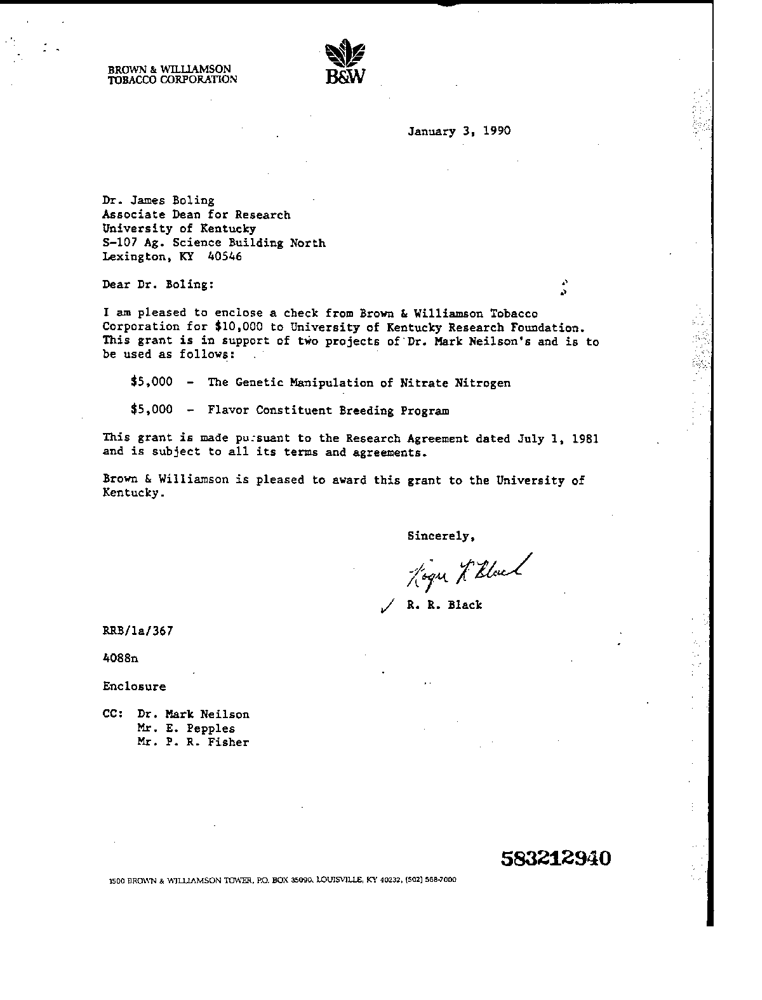 BROWN & WILLIAMSON
TOBACCO CORPORATION
B&W
January 3, 1990
Dr. James Boling
Associate Dean for Research
University of Kentucky
S-107 Ag. Science Building North
Lexington, KY 40546
Dear Dr. Boling:
I am pleased to enclose a check from Brown & Williamson Tobacco
Corporation for $10,000 to University of Kentucky Research Foundation.
This grant is in support of two projects of Dr. Mark Neilson's and is to
be used as follows:
$5,000 - The Genetic Manipulation of Nitrate Nitrogen
$5,000 - Flavor Constituent Breeding Program
This grant is made pursuant to the Research Agreement dated July 1, 1981
and is subject to all its terms and agreements.
Brown & Williamson is pleased to award this grant to the University of
Kentucky.
Sincerely,
Roger R Black
✓ R. R. Black
RRB/la/367
4088n
Enclosure
CC: Dr. Mark Neilson
Mr. E. Pepples
Mr. P. R. Fisher
583212940
1500 BROWN & WILLIAMSON TOWER, P.O. BOX 35090, LOUISVILLE, KY 40232, (502) 568-7000